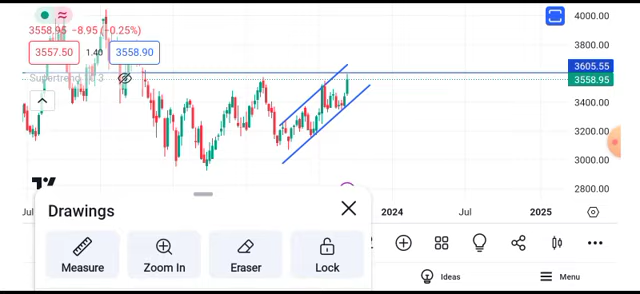 3558.95 −8.95 (−0.25%)
3557.50 1.40 3558.90
Supertrend 3
4000.00
3800.00
3605.55
3558.95
3400.00
3200.00
3000.00
2800.00
Jul 2024 Jul 2025
Drawings
Measure Zoom In Eraser Lock
Ideas Menu